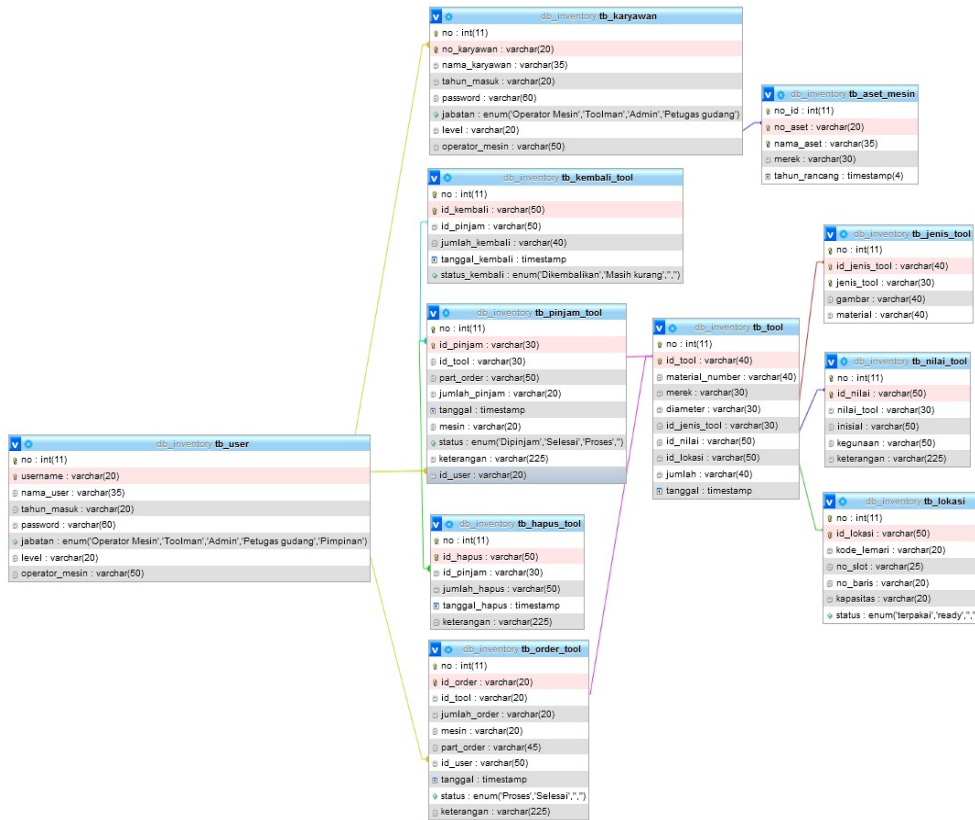 db_inventory tb_karyawan
no : int(11)
no_karyawan : varchar(20)
nama_karyawan : varchar(35)
tahun_masuk : varchar(20)
password : varchar(60)
jabatan : enum('Operator Mesin','Toolman','Admin','Petugas gudang')
level : varchar(20)
operator_mesin : varchar(50)
db_inventory tb_aset_mesin
no_id : int(11)
no_aset : varchar(20)
nama_aset : varchar(35)
merek : varchar(30)
tahun_rancang : timestamp(4)
db_inventory tb_kembali_tool
no : int(11)
id_kembali : varchar(50)
id_pinjam : varchar(50)
jumlah_kembali : varchar(40)
tanggal_kembali : timestamp
status_kembali : enum('Dikembalikan','Masih kurang','','')
db_inventory tb_jenis_tool
no : int(11)
id_jenis_tool : varchar(40)
jenis_tool : varchar(30)
gambar : varchar(40)
material : varchar(40)
db_inventory tb_pinjam_tool
no : int(11)
id_pinjam : varchar(30)
id_tool : varchar(30)
part_order : varchar(50)
jumlah_pinjam : varchar(20)
tanggal : timestamp
mesin : varchar(20)
status : enum('Dipinjam','Selesai','Proses','')
keterangan : varchar(225)
id_user : varchar(20)
db_inventory tb_tool
no : int(11)
id_tool : varchar(40)
material_number : varchar(40)
merek : varchar(30)
diameter : varchar(30)
id_jenis_tool : varchar(30)
id_nilai : varchar(50)
id_lokasi : varchar(50)
jumlah : varchar(40)
tanggal : timestamp
db_inventory tb_nilai_tool
no : int(11)
id_nilai : varchar(50)
nilai_tool : varchar(30)
inisial : varchar(50)
kegunaan : varchar(50)
keterangan : varchar(225)
db_inventory tb_user
no : int(11)
username : varchar(20)
nama_user : varchar(35)
tahun_masuk : varchar(20)
password : varchar(60)
jabatan : enum('Operator Mesin','Toolman','Admin','Petugas gudang','Pimpinan')
level : varchar(20)
operator_mesin : varchar(50)
db_inventory tb_lokasi
no : int(11)
id_lokasi : varchar(50)
kode_lemari : varchar(20)
no_slot : varchar(25)
no_baris : varchar(20)
kapasitas : varchar(20)
status : enum('terpakai','ready','','
db_inventory tb_hapus_tool
no : int(11)
id_hapus : varchar(50)
id_pinjam : varchar(30)
jumlah_hapus : varchar(50)
tanggal_hapus : timestamp
keterangan : varchar(225)
db_inventory tb_order_tool
no : int(11)
id_order : varchar(20)
id_tool : varchar(20)
jumlah_order : varchar(20)
mesin : varchar(20)
part_order : varchar(45)
id_user : varchar(50)
tanggal : timestamp
status : enum('Proses','Selesai','','')
keterangan : varchar(225)